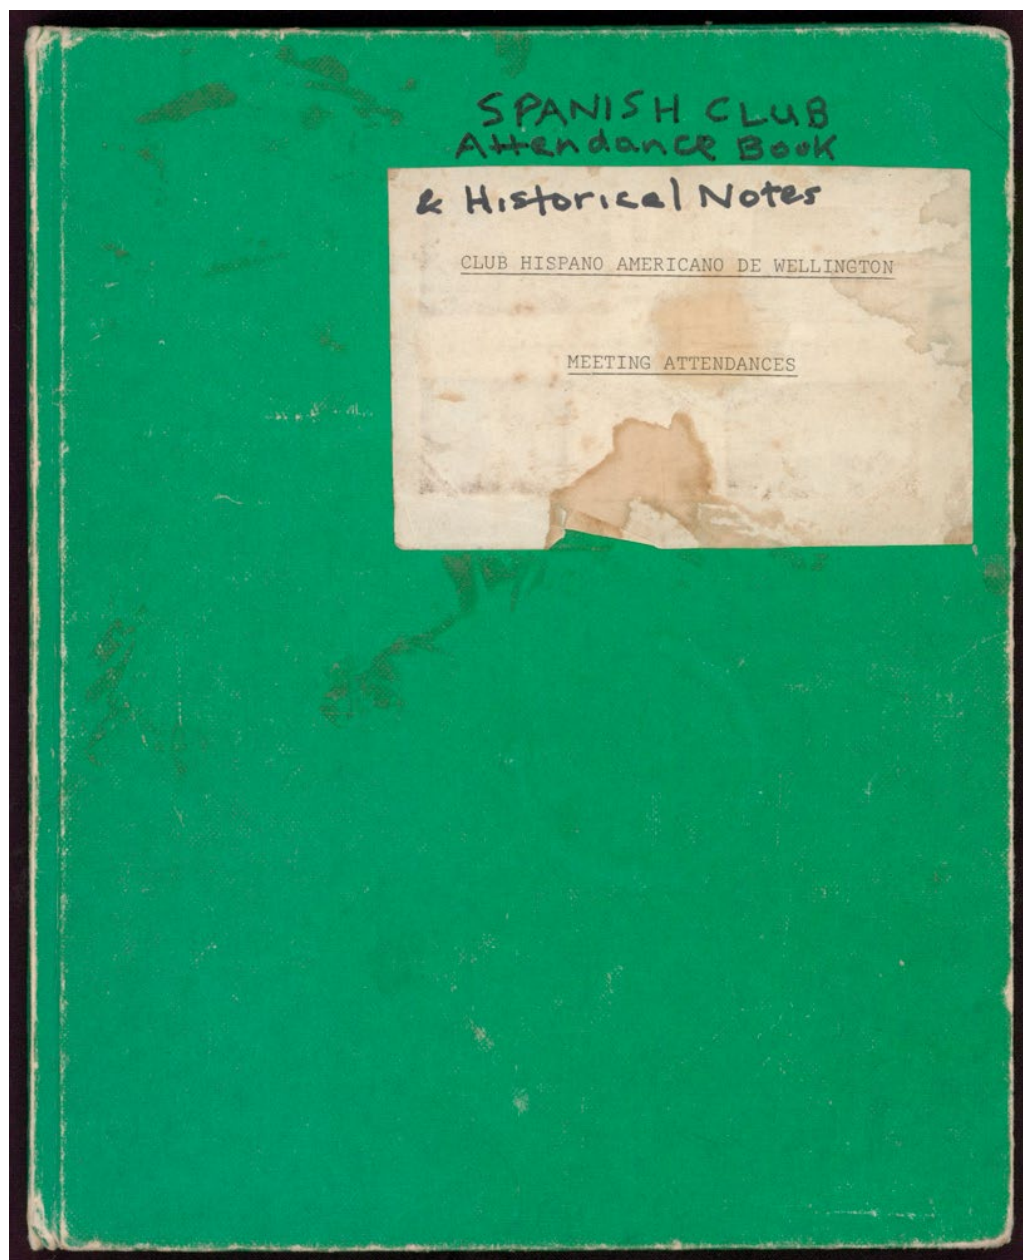 SPANISH CLUB
Attendance Book
& Historical Notes
CLUB HISPANO AMERICANO DE WELLINGTON
MEETING ATTENDANCES